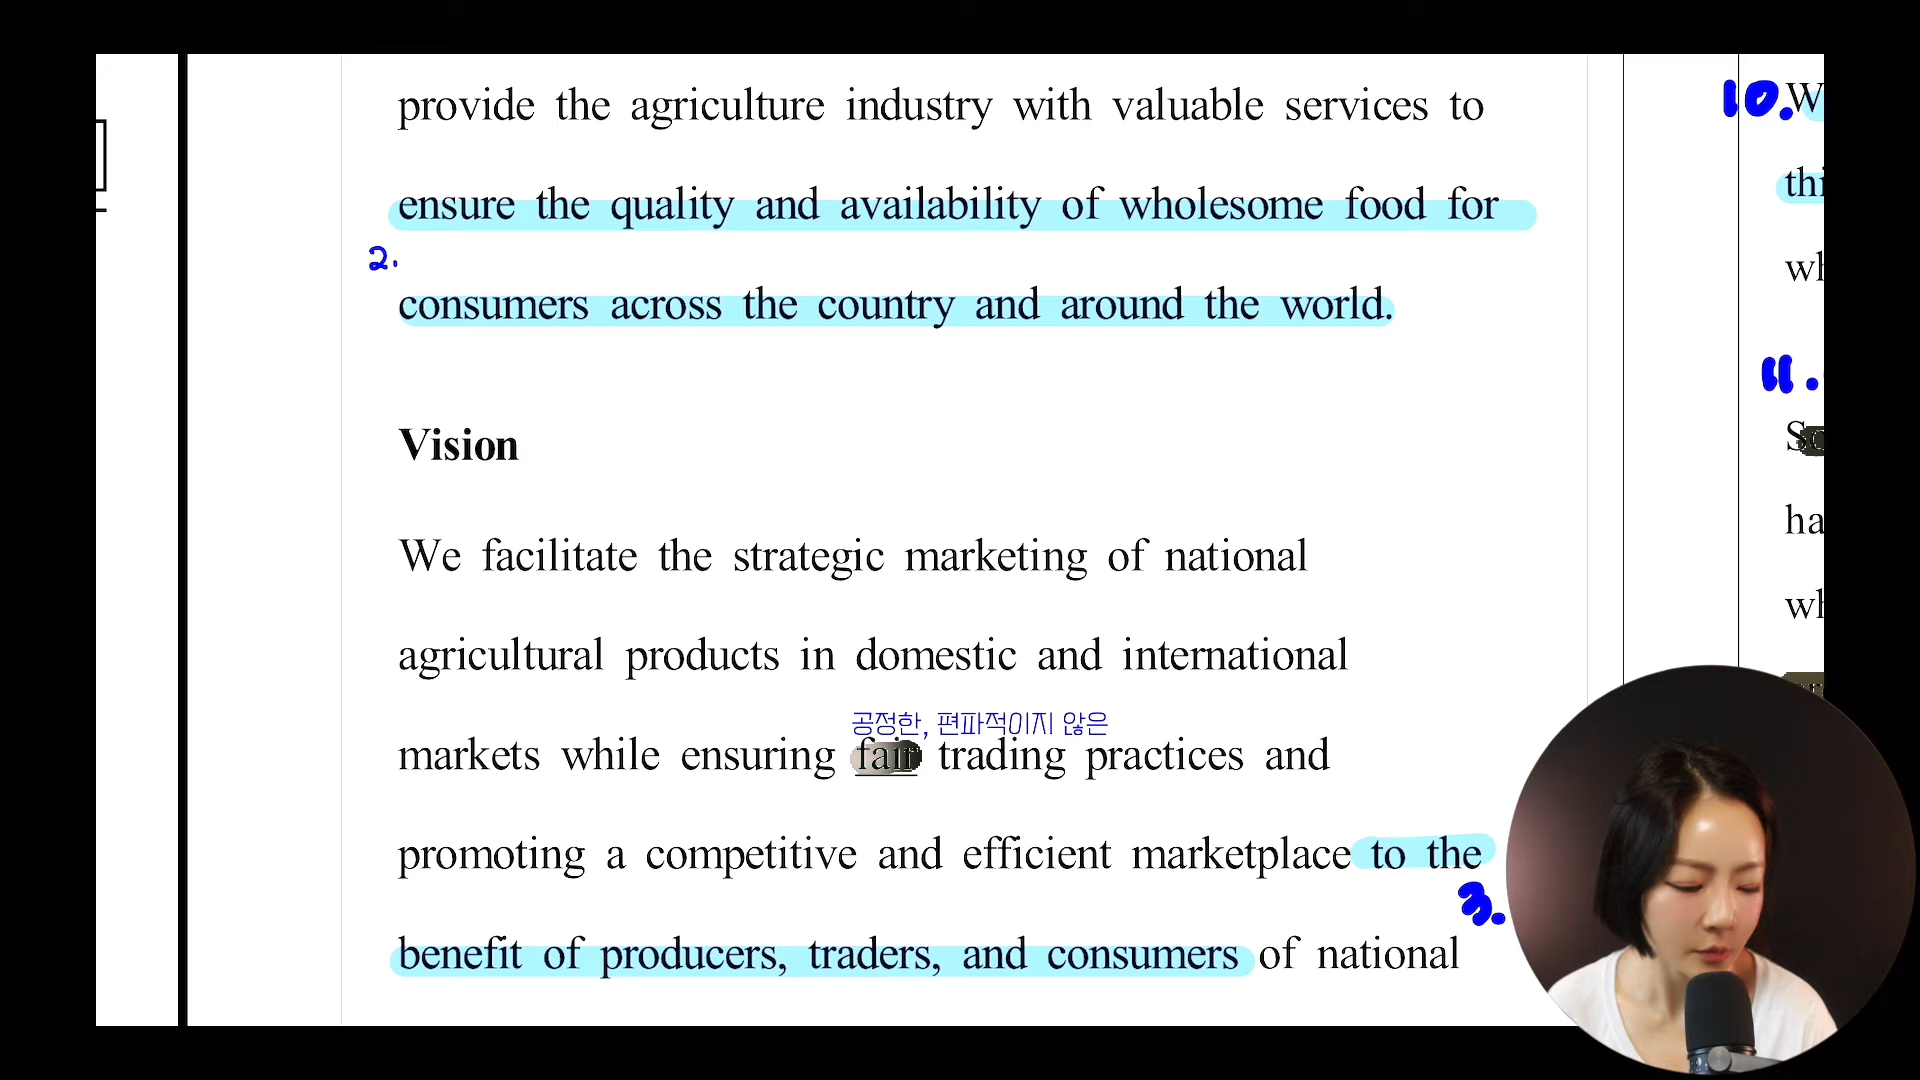 provide the agriculture industry with valuable services to
ensure the quality and availability of wholesome food for
2.
consumers across the country and around the world.
Vision
We facilitate the strategic marketing of national
agricultural products in domestic and international
공정한, 편파적이지 않은
markets while ensuring fair trading practices and
promoting a competitive and efficient marketplace to the
3.
benefit of producers, traders, and consumers of national
10.
11.